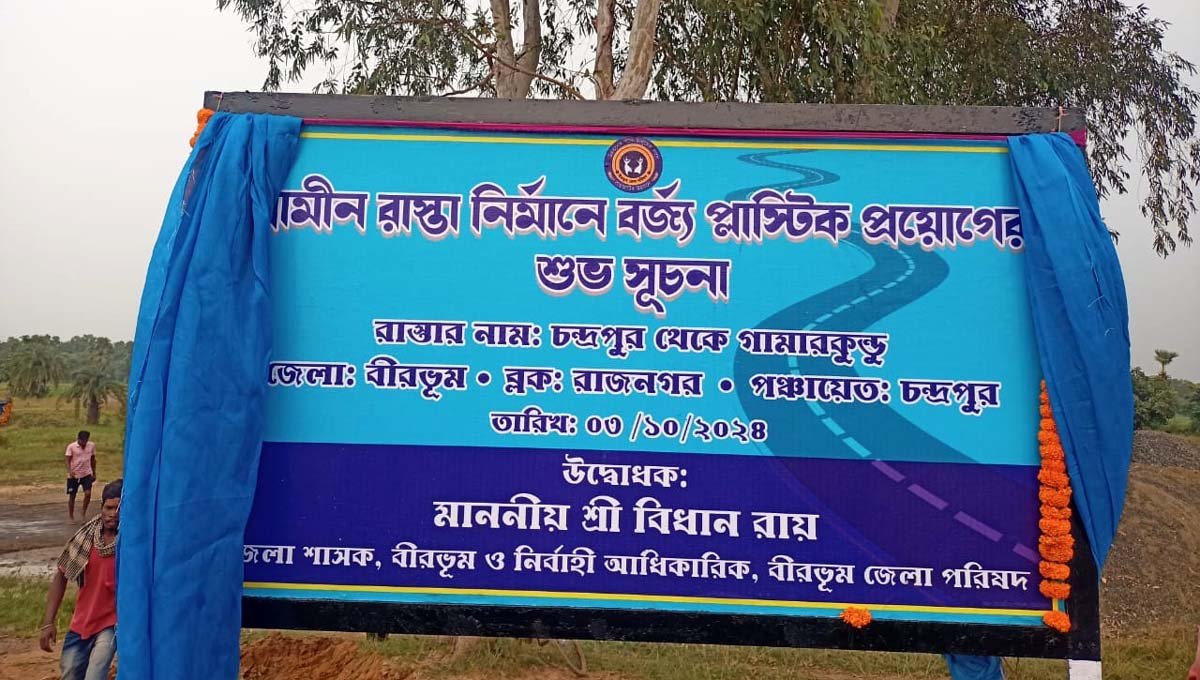 রাস্তা নির্মানে বর্জ্য প্লাস্টিক প্রয়োগের
শুভ সূচনা
রাস্তার নাম: চন্দ্রপুর থেকে গামারকুন্ডু
জেলা: বীরভূম • ব্লক: রাজনগর • পঞ্চায়েত: চন্দ্রপুর
তারিখ: ০৩ /১০/২০২৪
উদ্বোধক:
মাননীয় শ্রী বিধান রায়
জেলা শাসক, বীরভূম ও নির্বাহী আধিকারিক, বীরভূম জেলা পরিষদ